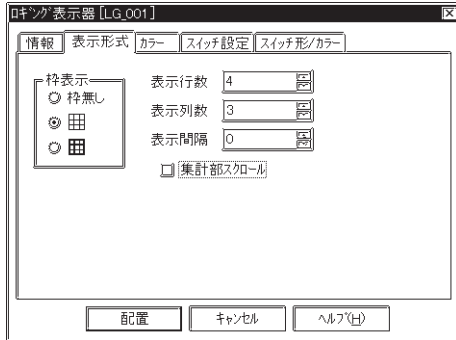 ロギング表示器 [LG_001]
情報 表示形式 カラー スイッチ設定 スイッチ形/カラー
枠表示
枠無し
表示行数 4
表示列数 3
表示間隔 0
集計部スクロール
配置 キャンセル ヘルプ(H)